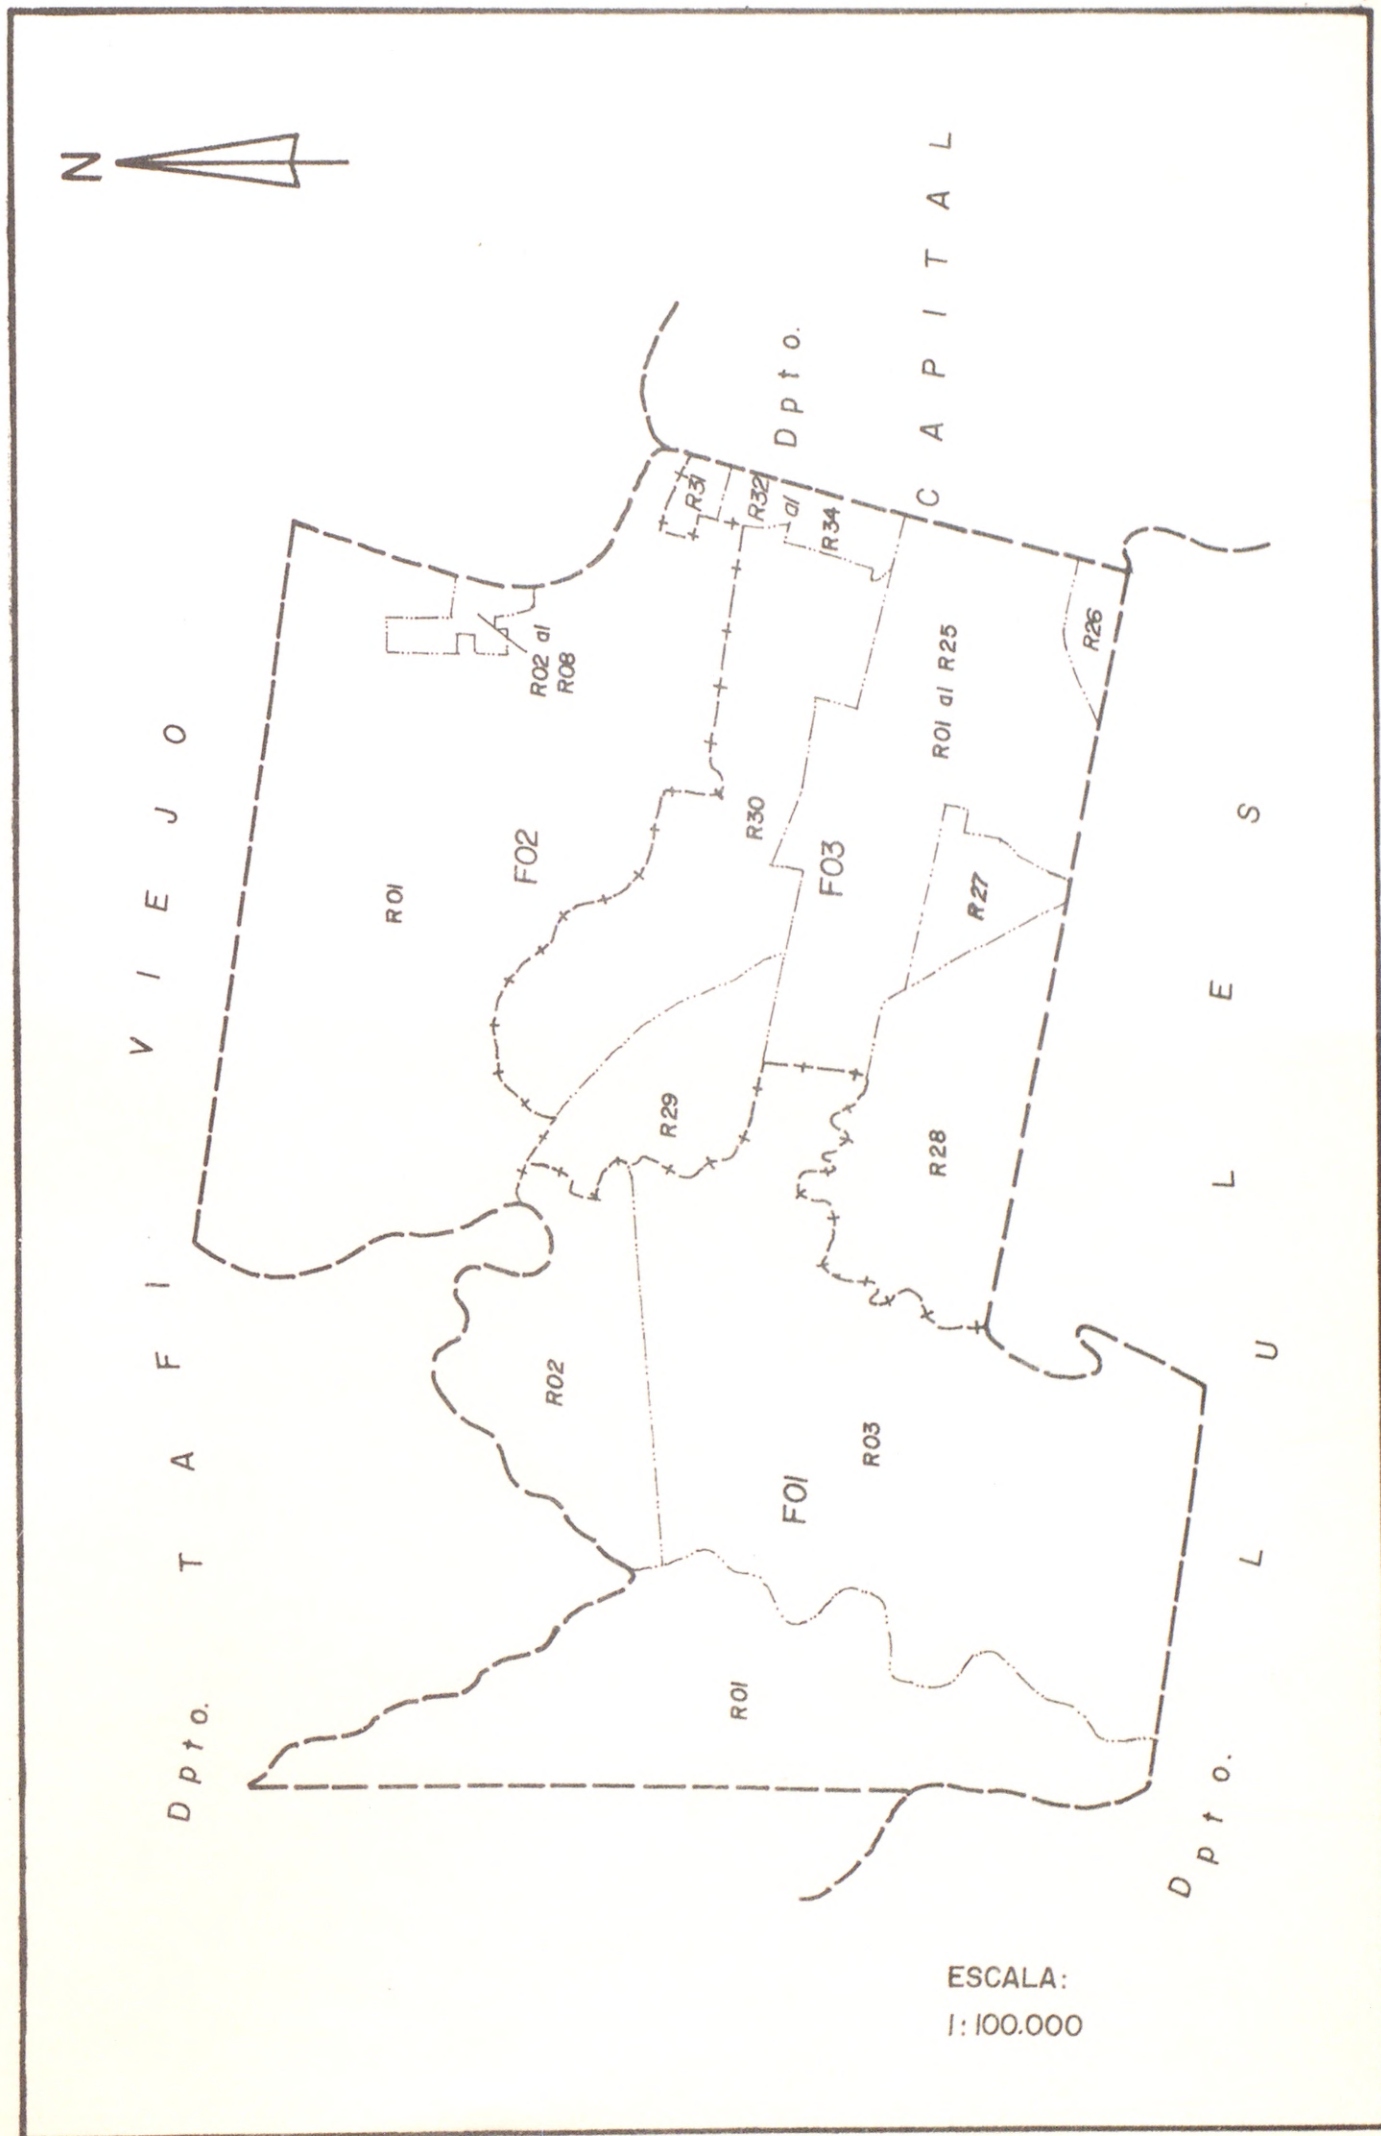 N
Dpto. TAFI VIEJO
R01
F02
R02 al
R08
R31
R32
al
R34
Dpto.
CAPITAL
R30
F03
R01 al R25
R26
R27
R29
R28
R02
F01
R03
R01
Dpto. LULLES
ESCALA:
1:100.000